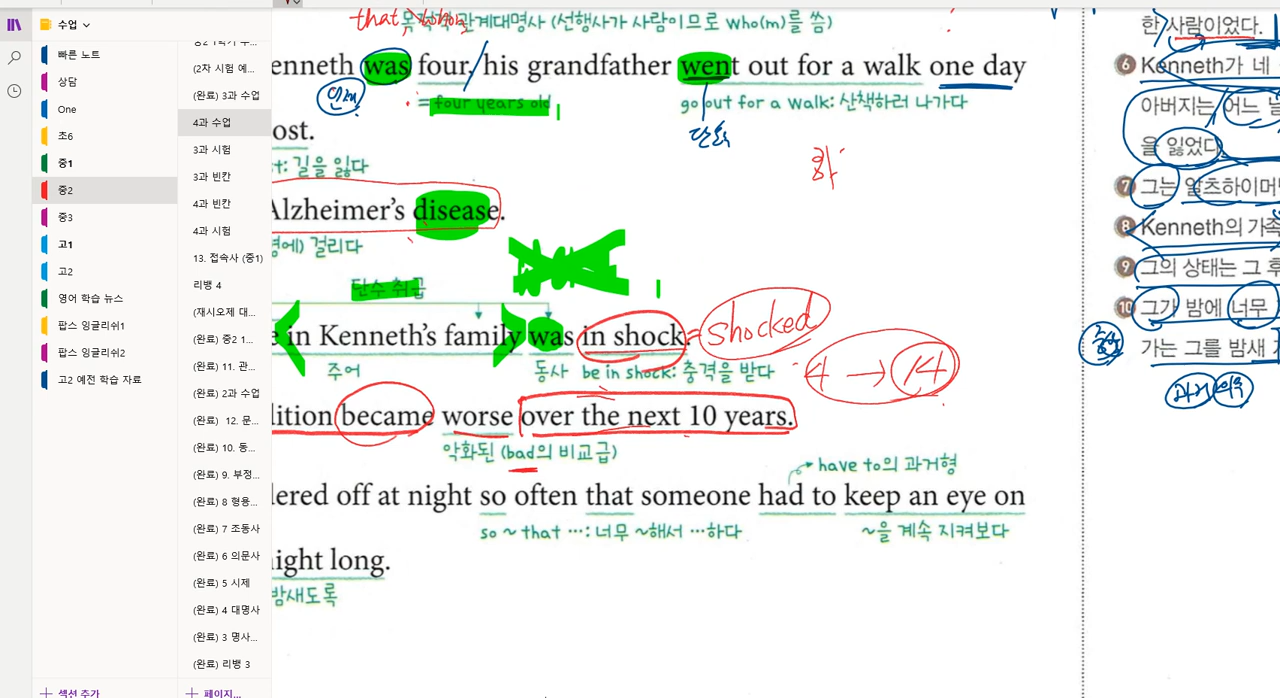 수업
빠른 노트
상담
One
초6
중1
중2
중3
고1
고2
영어 학습 뉴스
팝스 잉글리쉬1
팝스 잉글리쉬2
고2 예전 학습 자료
섹션 추가
(2자 시험 예...
(완료) 3과 수업
4과 수업
3과 시험
3과 빈칸
4과 빈칸
4과 시험
13. 접속사 (중1)
리뱅 4
(재시오제 대...
(완료) 중2 1...
(완료) 11. 관...
(완료) 2과 수업
(완료) 12. 문...
(완료) 10. 동...
(완료) 9. 부정...
(완료) 8 형용...
(완료) 7 조동사
(완료) 6 의문사
(완료) 5 시제
(완료) 4 대명사
(완료) 3 명사...
(완료) 리뱅 3
페이지...
that, whom
목적격 관계대명사 (선행사가 사람이므로 who(m)를 씀)
enneth was four, his grandfather went out for a walk one day
= four years old
go out for a walk: 산책하러 나가다
ost.
t: 길을 잃다
Alzheimer's disease.
걸리다
단수 취급
e in Kenneth's family was in shock. = shocked
주어
동사 be in shock: 충격을 받다
4 → 14
dition became worse over the next 10 years.
악화된 (bad의 비교급)
have to의 과거형
dered off at night so often that someone had to keep an eye on
so ~ that …: 너무 ~해서 …하다
~을 계속 지켜보다
ight long.
밤새도록
한 사람이었다.
6 Kenneth가 네
아버지는 어느 날
을 잃었다
7 그는 알츠하이머
8 Kenneth의 가족
9 그의 상태는 그 후
10 그가 밤에 너무
가는 그를 밤새